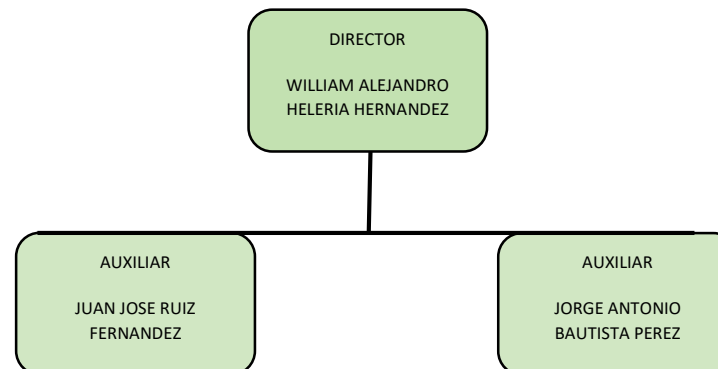 DIRECTOR
WILLIAM ALEJANDRO
HELERIA HERNANDEZ
AUXILIAR
JUAN JOSE RUIZ
FERNANDEZ
AUXILIAR
JORGE ANTONIO
BAUTISTA PEREZ